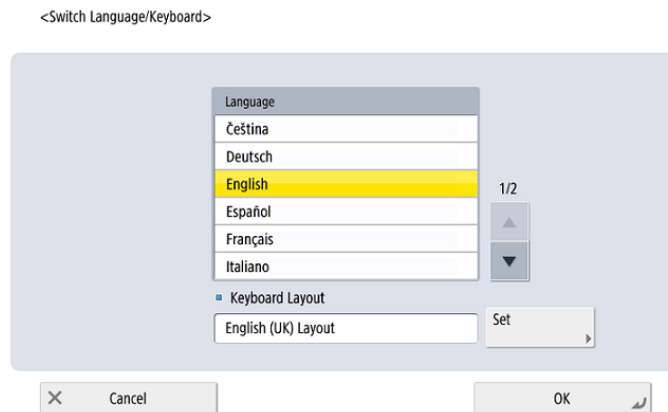 <Switch Language/Keyboard>
Language
Čeština
Deutsch
English
Español
Français
Italiano
1/2
Keyboard Layout
English (UK) Layout
Set
Cancel
OK